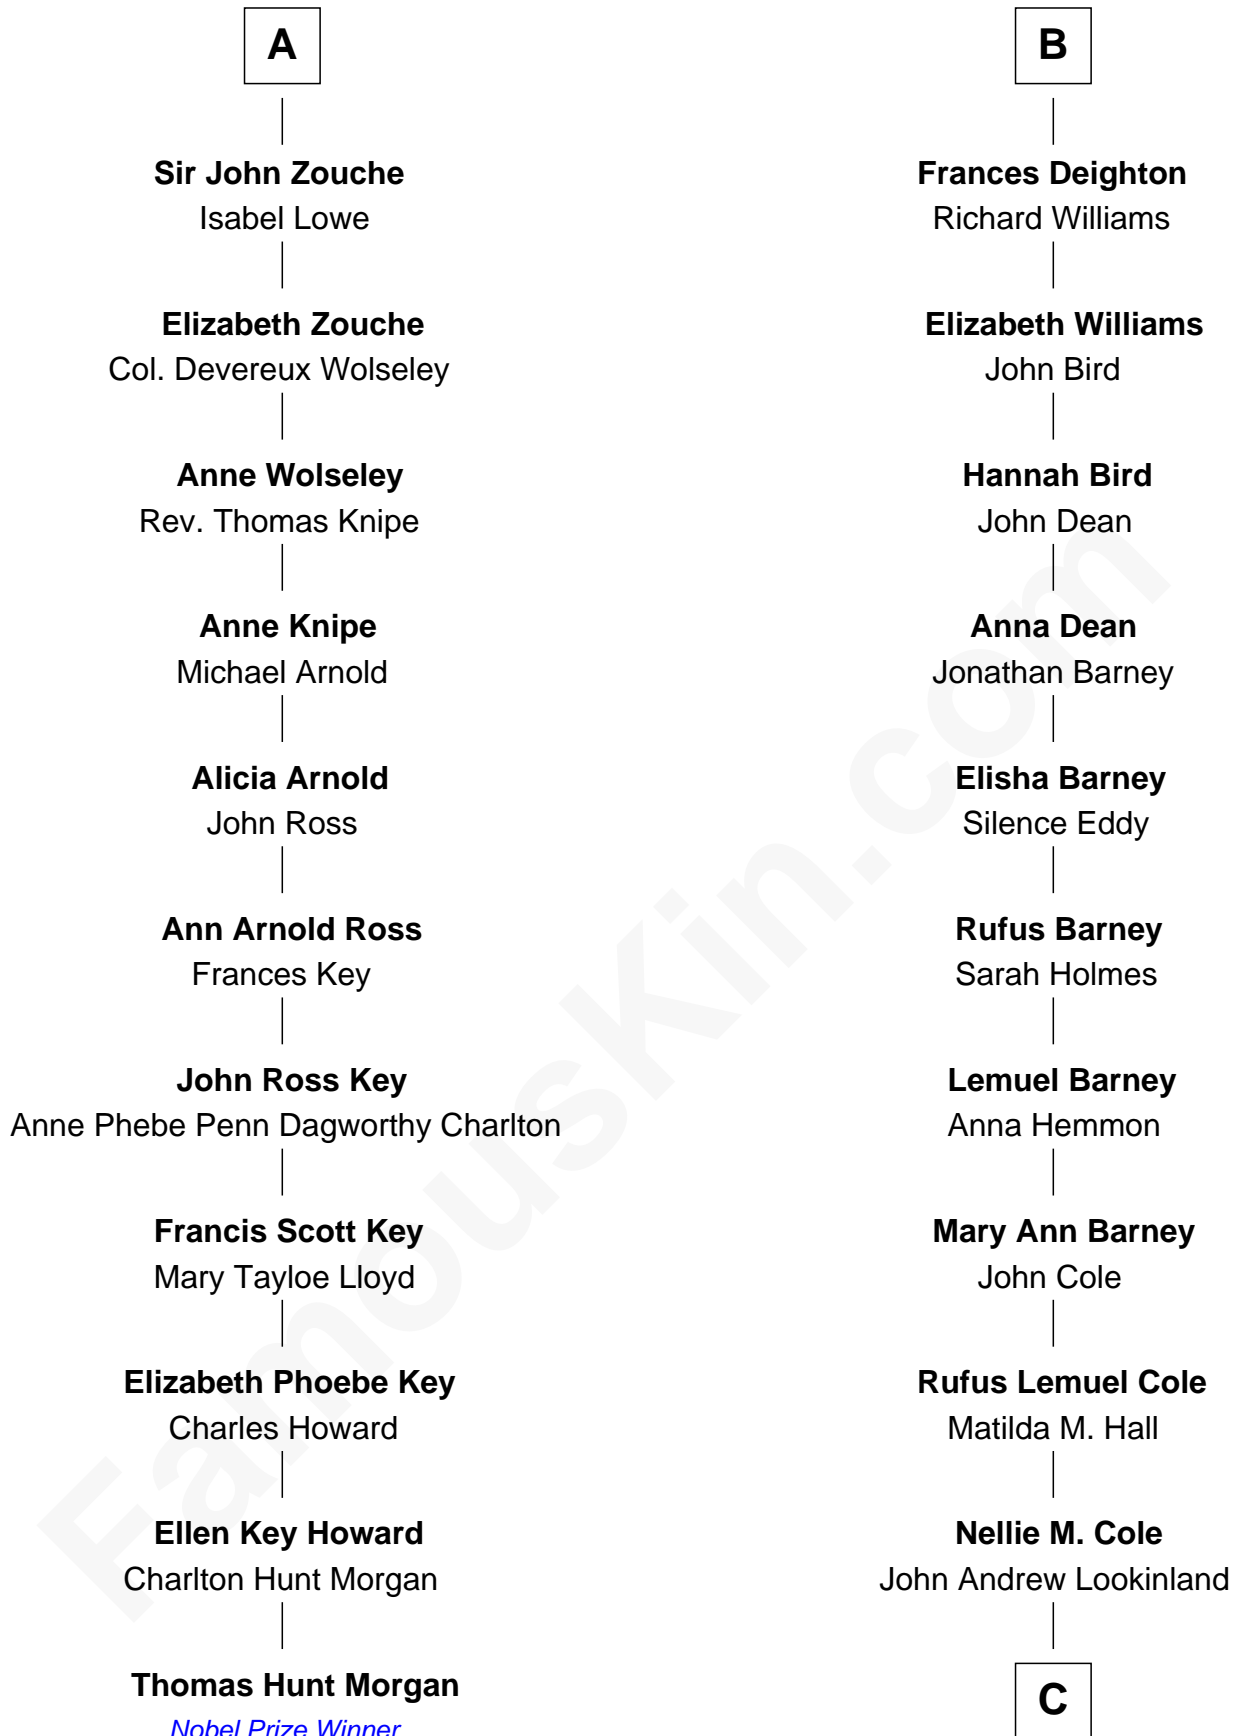 A
Sir John Zouche
Isabel Lowe
Elizabeth Zouche
Col. Devereux Wolseley
Anne Wolseley
Rev. Thomas Knipe
Anne Knipe
Michael Arnold
Alicia Arnold
John Ross
Ann Arnold Ross
Frances Key
John Ross Key
Anne Phebe Penn Dagworthy Charlton
Francis Scott Key
Mary Tayloe Lloyd
Elizabeth Phoebe Key
Charles Howard
Ellen Key Howard
Charlton Hunt Morgan
Thomas Hunt Morgan
Nobel Prize Winner
B
Frances Deighton
Richard Williams
Elizabeth Williams
John Bird
Hannah Bird
John Dean
Anna Dean
Jonathan Barney
Elisha Barney
Silence Eddy
Rufus Barney
Sarah Holmes
Lemuel Barney
Anna Hemmon
Mary Ann Barney
John Cole
Rufus Lemuel Cole
Matilda M. Hall
Nellie M. Cole
John Andrew Lookinland
C
FamousKin.com